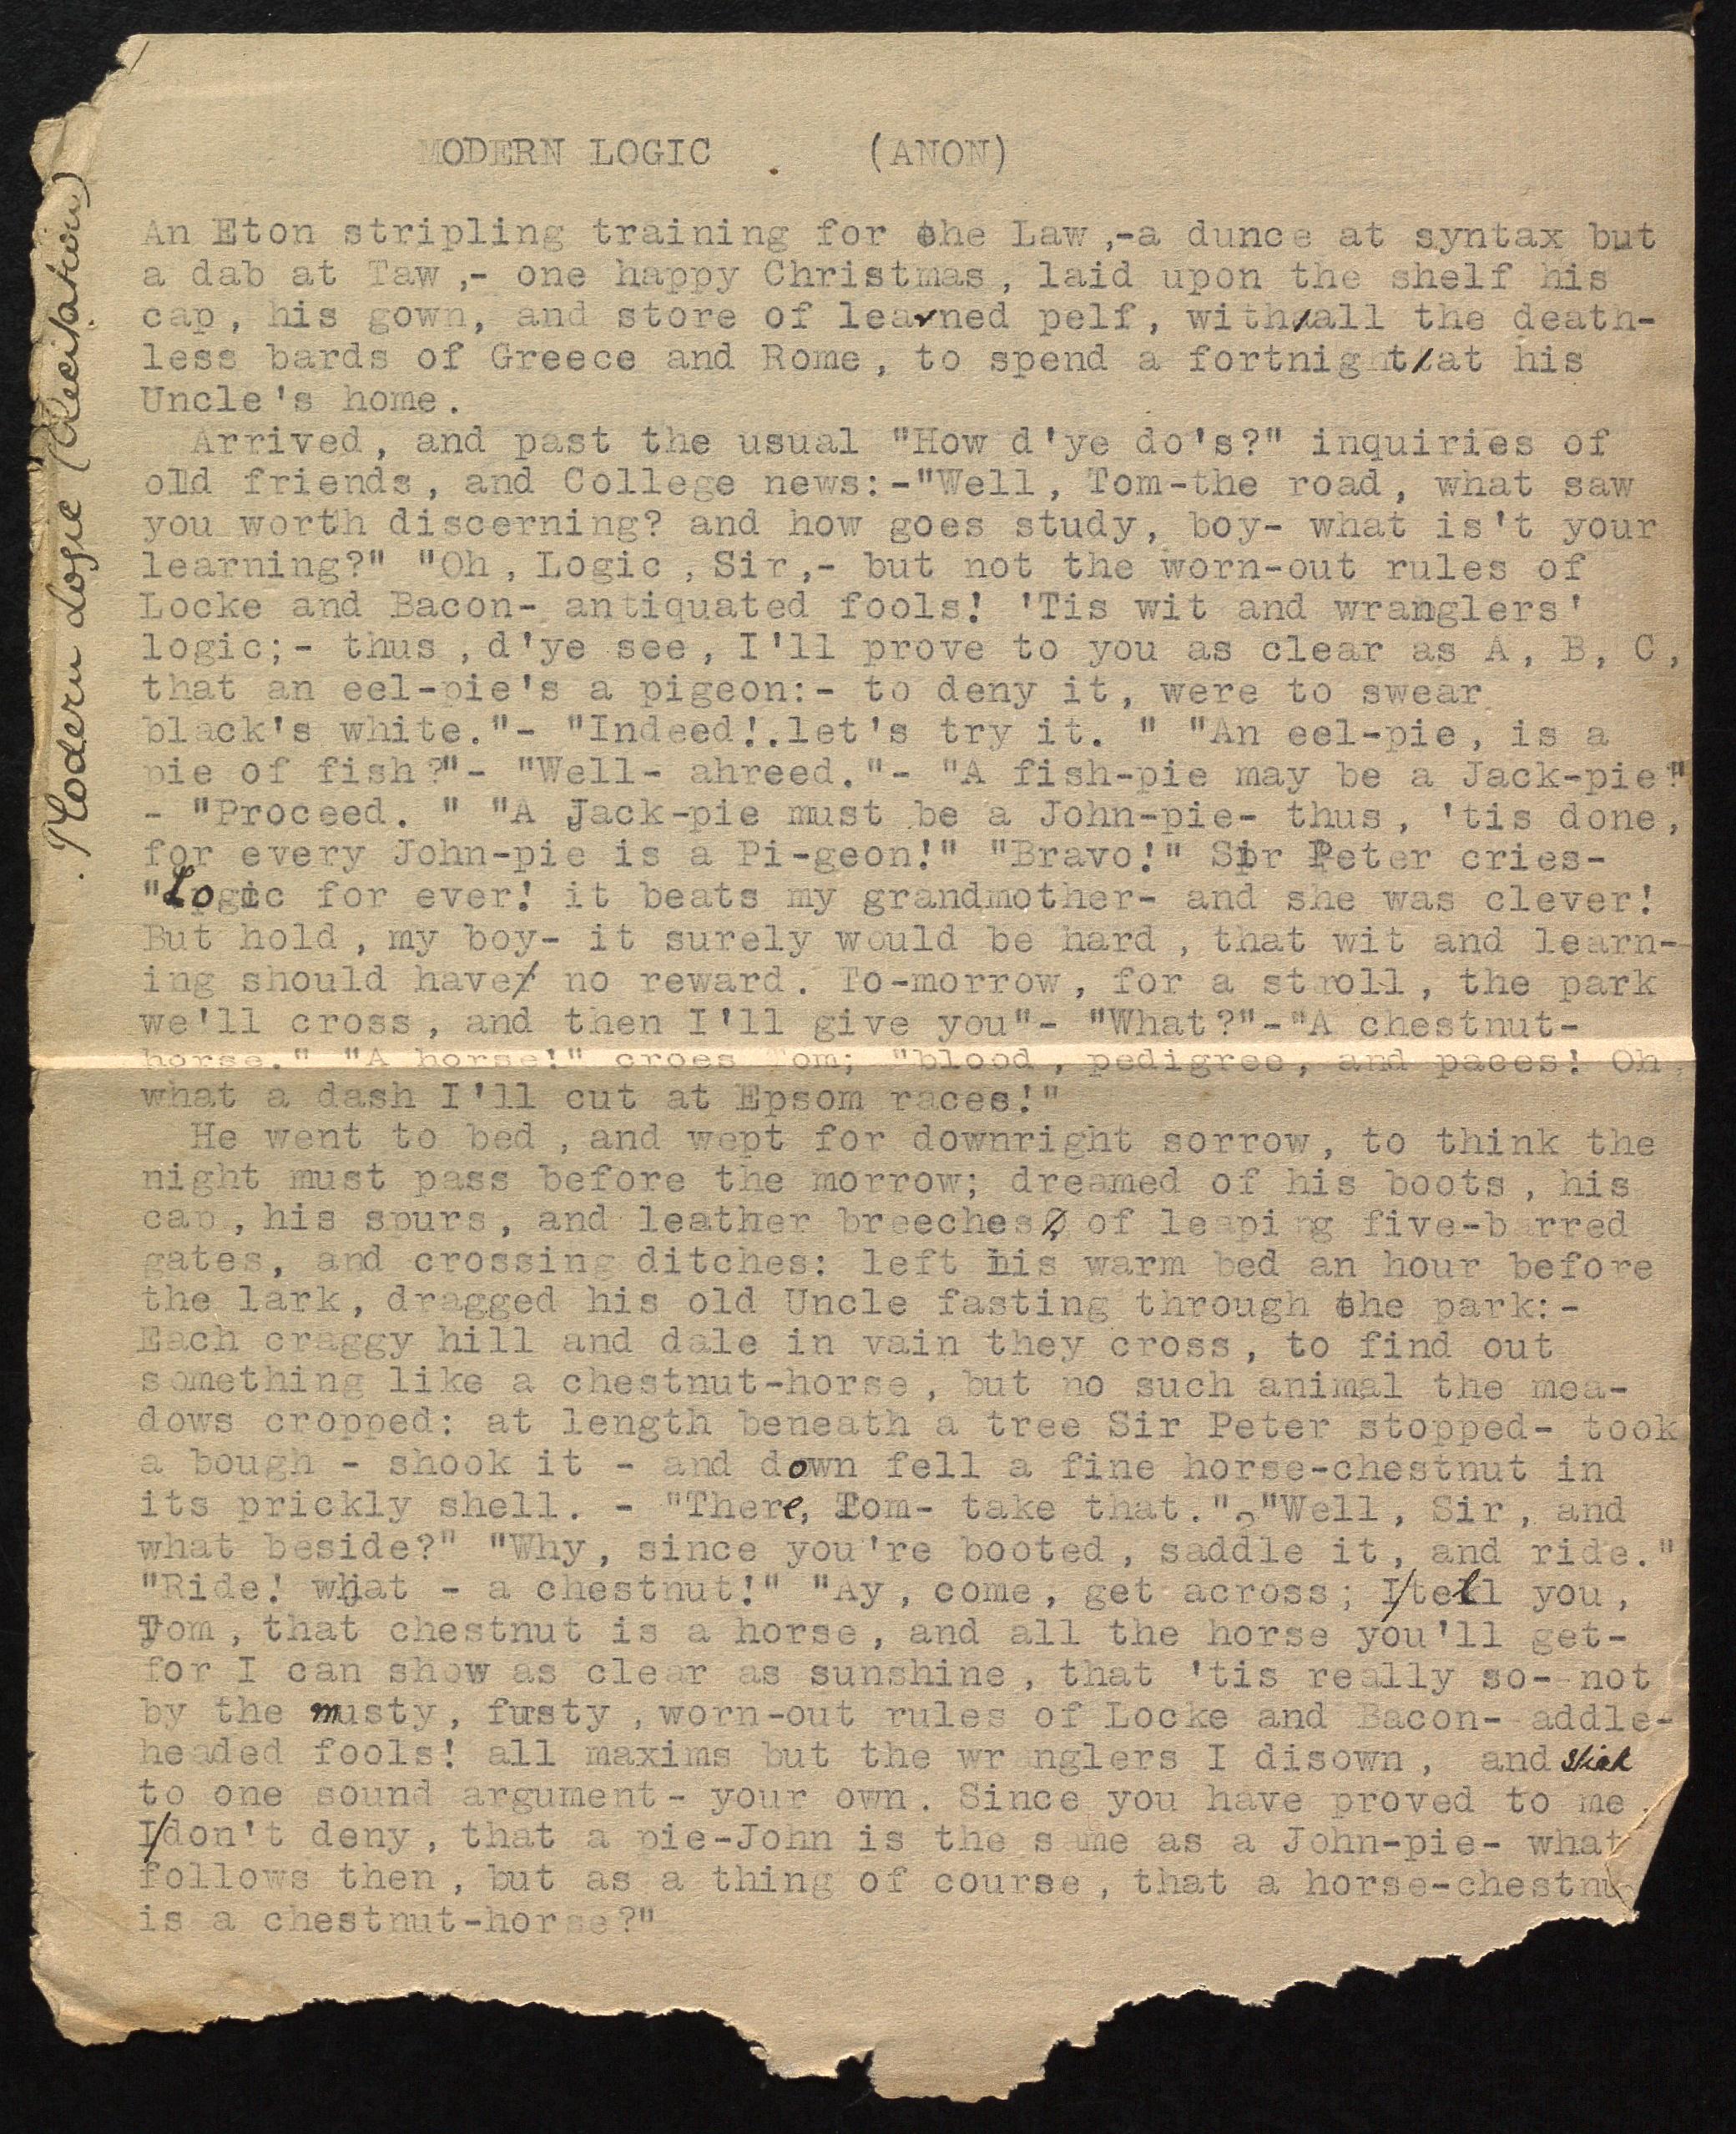 MODERN LOGIC . (ANON)
An Eton stripling training for the Law,-a dunce at syntax but
a dab at Taw,- one happy Christmas, laid upon the shelf his
cap, his gown, and store of learned pelf, with/all the death-
less bards of Greece and Rome, to spend a fortnight/at his
Uncle's home.
Arrived, and past the usual "How d'ye do's?" inquiries of
old friends, and College news:-"Well, Tom-the road, what saw
you worth discerning? and how goes study, boy- what is't your
learning?" "Oh, Logic, Sir,- but not the worn-out rules of
Locke and Bacon- antiquated fools! 'Tis wit and wranglers'
logic;- thus, d'ye see, I'll prove to you as clear as A, B, C,
that an eel-pie's a pigeon:- to deny it, were to swear
black's white."- "Indeed!.let's try it. " "An eel-pie, is a
pie of fish?"- "Well- ahreed."- "A fish-pie may be a Jack-pie"
- "Proceed. " "A Jack-pie must be a John-pie- thus, 'tis done,
for every John-pie is a Pi-geon!" "Bravo!" Sir Peter cries-
"Logic for ever! it beats my grandmother- and she was clever!
But hold, my boy- it surely would be hard, that wit and learn-
ing should have/ no reward. To-morrow, for a stroll, the park
we'll cross, and then I'll give you"- "What?"-"A chestnut-
horse." "A horse!" croes Tom; "blood, pedigree, and paces! Oh,
what a dash I'll cut at Epsom races!"
He went to bed, and wept for downright sorrow, to think the
night must pass before the morrow; dreamed of his boots, his
cap, his spurs, and leather breeches, of leaping five-barred
gates, and crossing ditches: left his warm bed an hour before
the lark, dragged his old Uncle fasting through the park:-
Each craggy hill and dale in vain they cross, to find out
something like a chestnut-horse, but no such animal the mea-
dows cropped: at length beneath a tree Sir Peter stopped- took
a bough - shook it - and down fell a fine horse-chestnut in
its prickly shell. - "There, Tom- take that." "Well, Sir, and
what beside?" "Why, since you're booted, saddle it, and ride."
"Ride! what - a chestnut!" "Ay, come, get across; I/tell you,
Tom, that chestnut is a horse, and all the horse you'll get-
for I can show as clear as sunshine, that 'tis really so- not
by the musty, fusty, worn-out rules of Locke and Bacon- addle-
headed fools! all maxims but the wranglers I disown, and stick
to one sound argument- your own. Since you have proved to me
I/don't deny, that a pie-John is the same as a John-pie- what
follows then, but as a thing of course, that a horse-chestnut
is a chestnut-horse?"
Modern Logic (Recitation)